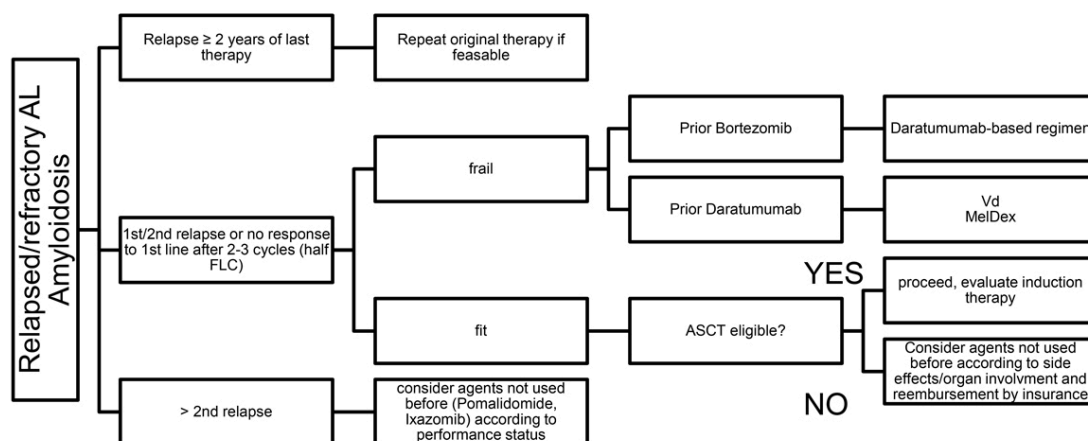 Relapsed/refractory AL
Amyloidosis
Relapse ≥ 2 years of last
therapy
Repeat original therapy if
feasable
1st/2nd relapse or no response
to 1st line after 2-3 cycles (half
FLC)
frail
Prior Bortezomib
Daratumumab-based regimen
Prior Daratumumab
Vd
MelDex
fit
ASCT eligible?
YES
proceed, evaluate induction
therapy
NO
Consider agents not used
before according to side
effects/organ involvment and
reembursement by insurance
> 2nd relapse
consider agents not used
before (Pomalidomide,
Ixazomib) according to
performance status